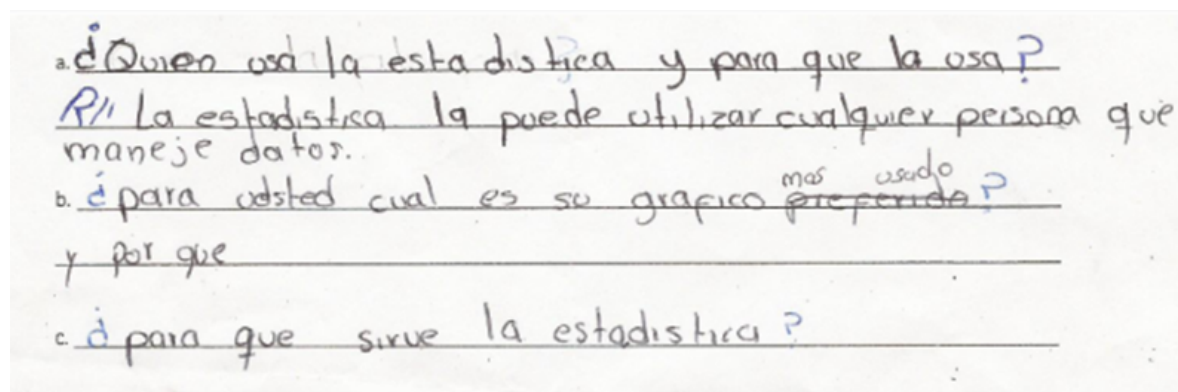 a. ¿Quien usa la estadistica y para que la usa?
R// La estadistica la puede utilizar cualquier persona que
maneje datos.
mas usado
b. ¿para udsted cual es su grafico preferido?
y por que
c. ¿para que sirve la estadistica?